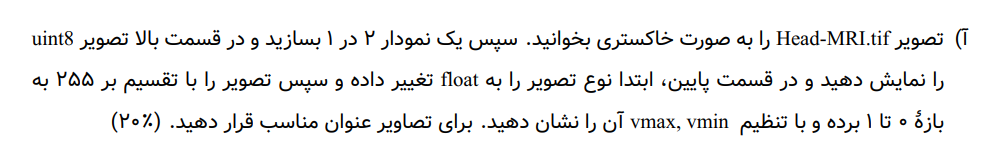 آ) تصویر Head-MRI.tif را به صورت خاکستری بخوانید. سپس یک نمودار ۲ در ۱ بسازید و در قسمت بالا تصویر uint8
را نمایش دهید و در قسمت پایین، ابتدا نوع تصویر را به float تغییر داده و سپس تصویر را با تقسیم بر ۲۵۵ به
بازهٔ ۰ تا ۱ برده و با تنظیم vmax, vmin آن را نشان دهید. برای تصاویر عنوان مناسب قرار دهید. (۲۰٪)